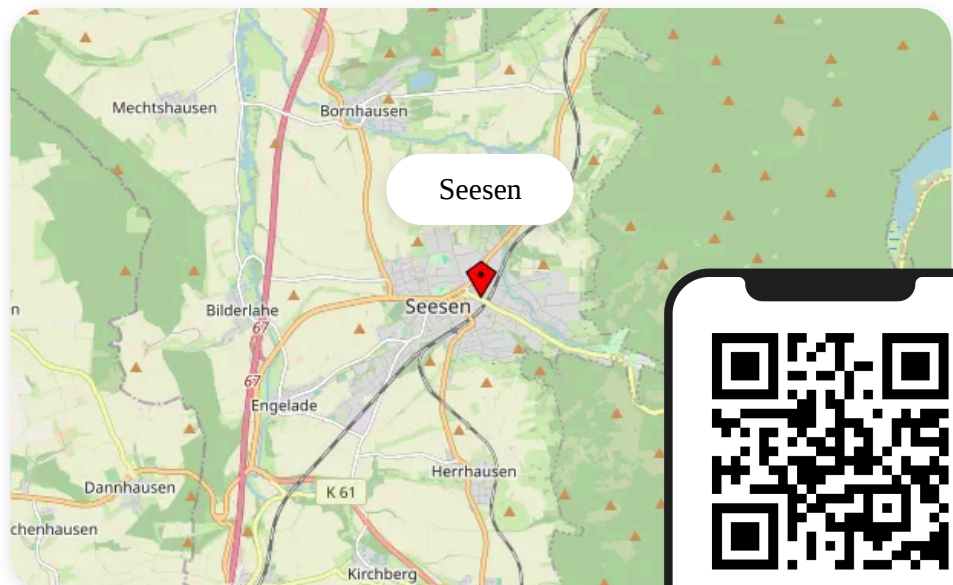 Mechtshausen
Bornhausen
Seesen
Seesen
Bilderlahe
67
67
Engelade
Herrhausen
Dannhausen
K 61
chenhausen
Kirchberg